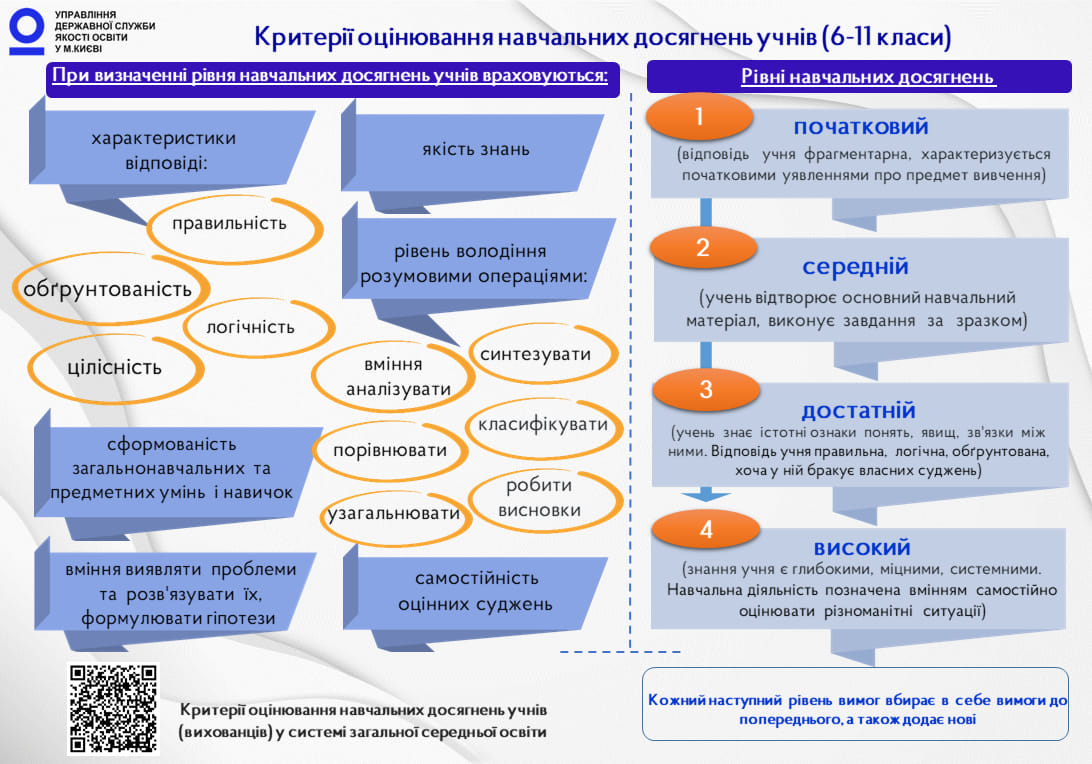 УПРАВЛІННЯ
ДЕРЖАВНОЇ СЛУЖБИ
ЯКОСТІ ОСВІТИ
У М.КИЄВІ
Критерії оцінювання навчальних досягнень учнів (6-11 класи)
При визначенні рівня навчальних досягнень учнів враховуються:
характеристики
відповіді:
правильність
обґрунтованість
логічність
цілісність
сформованість
загальнонавчальних та
предметних умінь і навичок
вміння виявляти проблеми
та розв'язувати їх,
формулювати гіпотези
якість знань
рівень володіння
розумовими операціями:
вміння
аналізувати
синтезувати
класифікувати
порівнювати
робити
висновки
узагальнювати
самостійність
оцінних суджень
Рівні навчальних досягнень
1
початковий
(відповідь учня фрагментарна, характеризується
початковими уявленнями про предмет вивчення)
2
середній
(учень відтворює основний навчальний
матеріал, виконує завдання за зразком)
3
достатній
(учень знає істотні ознаки понять, явищ, зв'язки між
ними. Відповідь учня правильна, логічна, обґрунтована,
хоча у ній бракує власних суджень)
4
високий
(знання учня є глибокими, міцними, системними.
Навчальна діяльність позначена вмінням самостійно
оцінювати різноманітні ситуації)
Критерії оцінювання навчальних досягнень учнів
(вихованців) у системі загальної середньої освіти
Кожний наступний рівень вимог вбирає в себе вимоги до
попереднього, а також додає нові